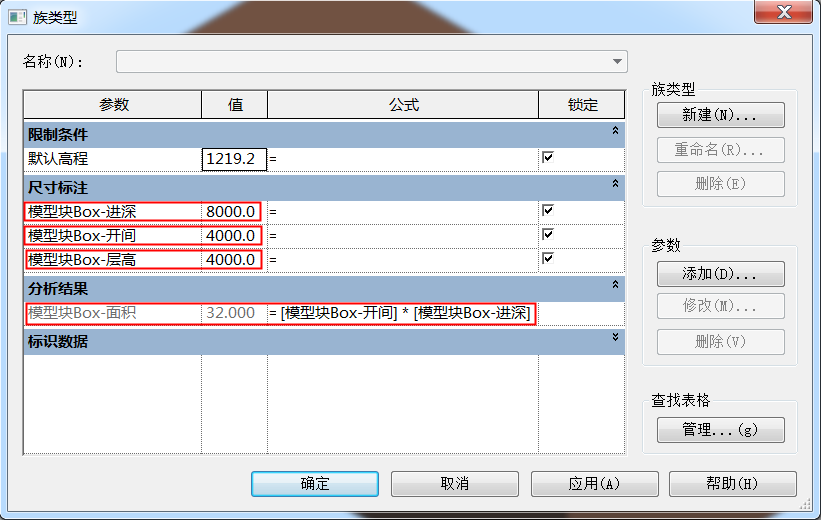 族类型
名称(N):
参数 值 公式 锁定
限制条件
默认高程 1219.2 =
尺寸标注
模型块Box-进深 8000.0 =
模型块Box-开间 4000.0 =
模型块Box-层高 4000.0 =
分析结果
模型块Box-面积 32.000 = [模型块Box-开间] * [模型块Box-进深]
标识数据
族类型
新建(N)...
重命名(R)...
删除(E)
参数
添加(D)...
修改(M)...
删除(V)
查找表格
管理...(g)
确定 取消 应用(A) 帮助(H)